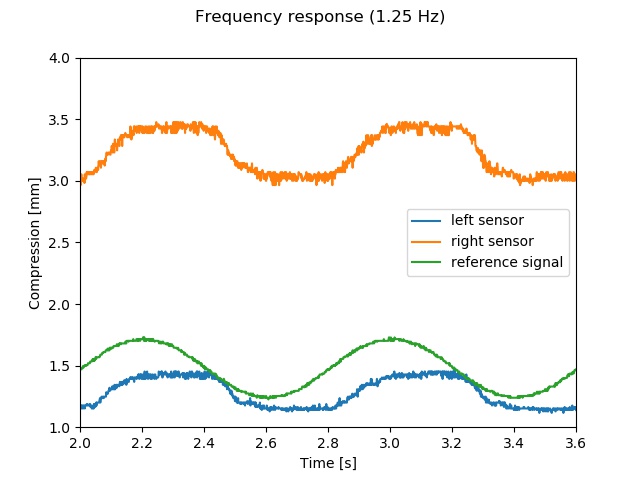 Frequency response (1.25 Hz)
4.0
3.5
3.0
2.5
2.0
1.5
1.0
Compression [mm]
left sensor
right sensor
reference signal
2.0 2.2 2.4 2.6 2.8 3.0 3.2 3.4 3.6
Time [s]